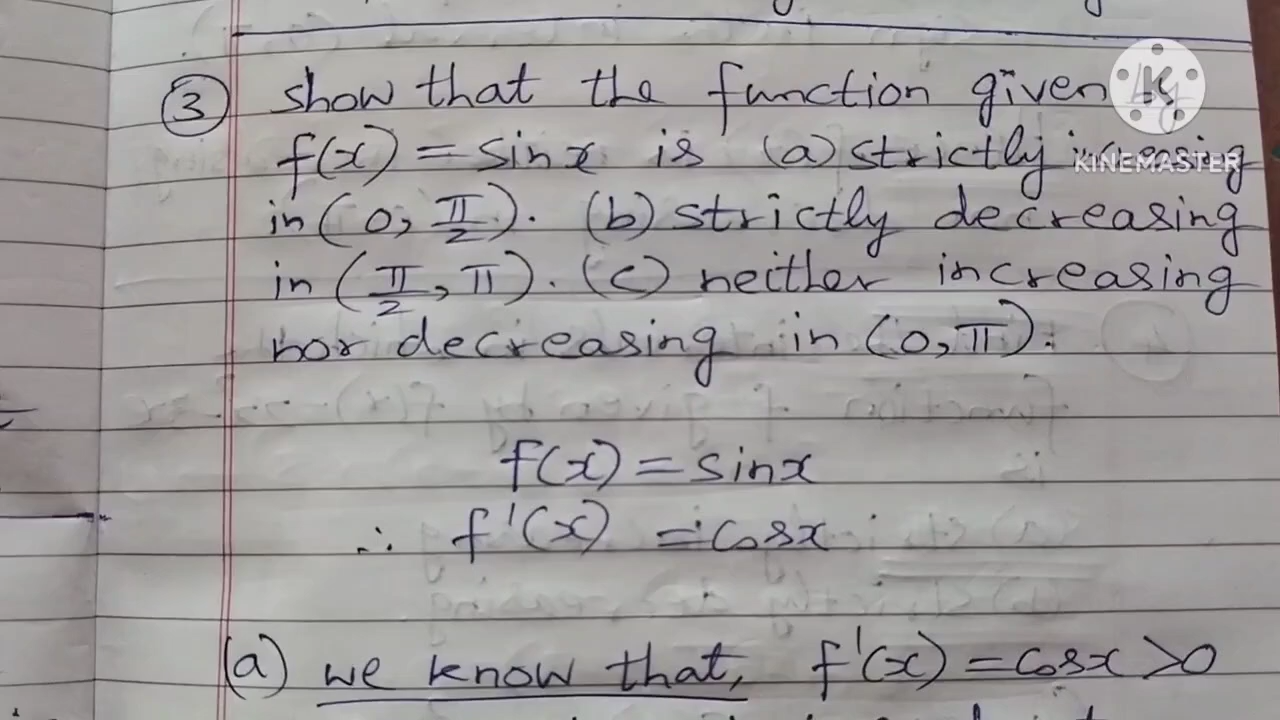 3 show that the function given by
f(x) = sin x is (a) strictly increasing
in (0, π/2). (b) strictly decreasing
in (π/2, π). (c) neither increasing
nor decreasing in (0, π).
f(x) = sin x
∴ f'(x) = cos x
(a) we know that, f'(x) = cos x > 0
K
KINEMASTER